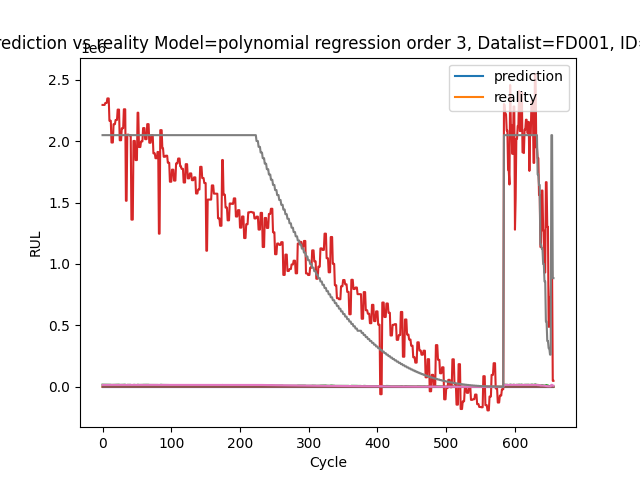 rediction vs reality Model=polynomial regression order 3, Datalist=FD001, ID=
1e6
prediction
reality
2.5
2.0
1.5
1.0
0.5
0.0
RUL
0 100 200 300 400 500 600
Cycle